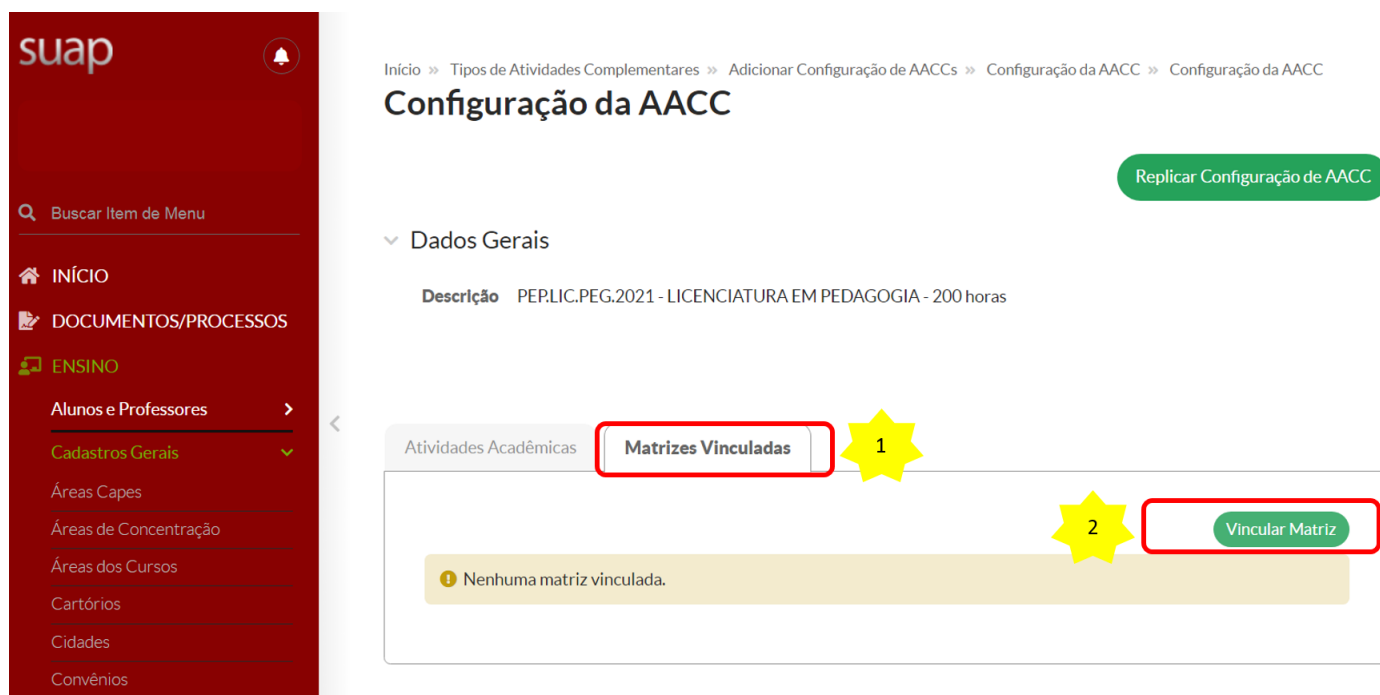 suap
Buscar Item de Menu
INÍCIO
DOCUMENTOS/PROCESSOS
ENSINO
Alunos e Professores
Cadastros Gerais
Áreas Capes
Áreas de Concentração
Áreas dos Cursos
Cartórios
Cidades
Convênios
Início » Tipos de Atividades Complementares » Adicionar Configuração de AACCs » Configuração da AACC » Configuração da AACC
Configuração da AACC
Replicar Configuração de AACC
Dados Gerais
Descrição PEP.LIC.PEG.2021 - LICENCIATURA EM PEDAGOGIA - 200 horas
Atividades Acadêmicas Matrizes Vinculadas 1
2 Vincular Matriz
Nenhuma matriz vinculada.